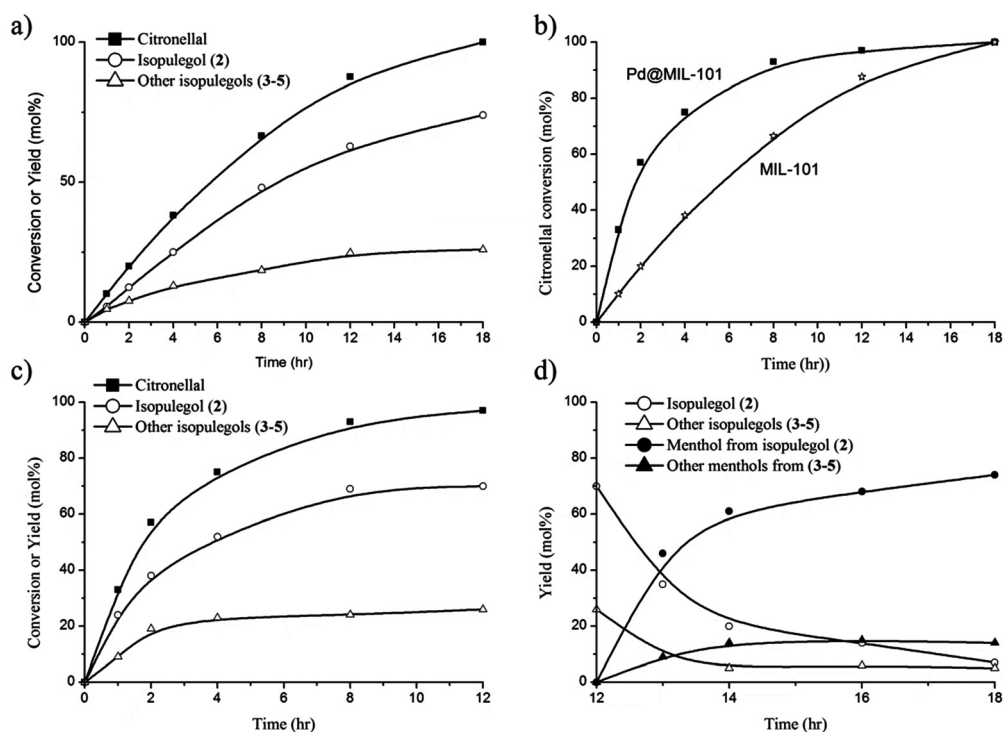 a)
Citronellal
Isopulegol (2)
Other isopulegols (3-5)
Conversion or Yield (mol%)
100
50
0
0 2 4 6 8 10 12 14 16 18
Time (hr)
b)
Pd@MIL-101
MIL-101
Citronellal conversion (mol%)
100
80
60
40
20
0
0 2 4 6 8 10 12 14 16 18
Time (hr))
c)
Citronellal
Isopulegol (2)
Other isopulegols (3-5)
Conversion or Yield (mol%)
100
80
60
40
20
0
0 2 4 6 8 10 12
Time (hr)
d)
Isopulegol (2)
Other isopulegols (3-5)
Menthol from isopulegol (2)
Other menthols from (3-5)
Yield (mol%)
100
80
60
40
20
0
12 14 16 18
Time (hr)